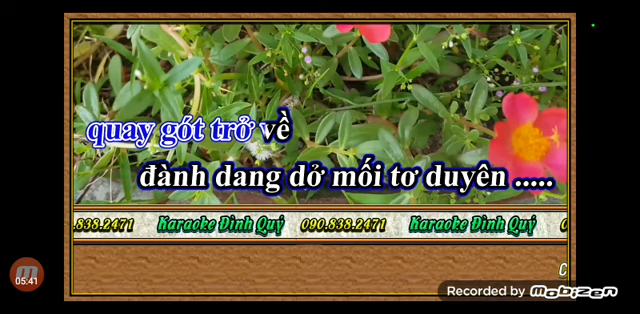 quay gót trở về
đành dang dở mối tơ duyên .....
.838.2471 Karaoke Đình Quý 090.838.2471 Karaoke Đình Quý 0
C
05:41
Recorded by Mobizen